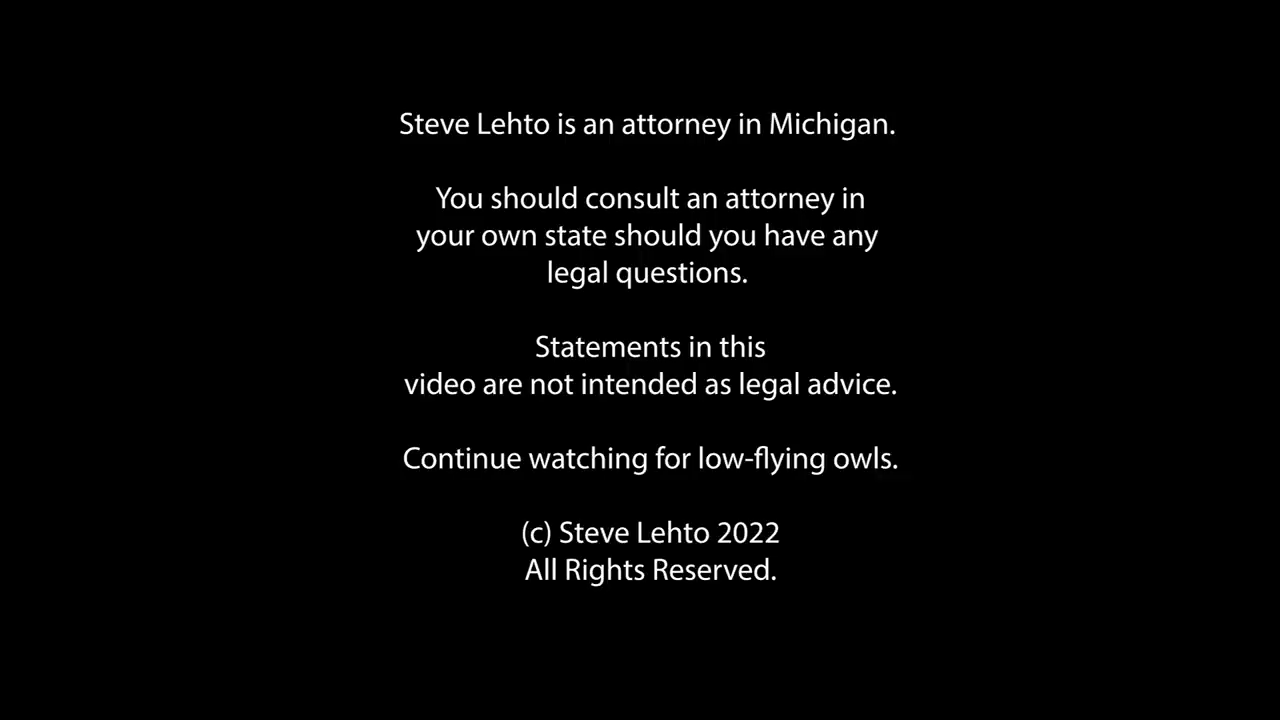 Steve Lehto is an attorney in Michigan.
You should consult an attorney in
your own state should you have any
legal questions.
Statements in this
video are not intended as legal advice.
Continue watching for low-flying owls.
(c) Steve Lehto 2022
All Rights Reserved.